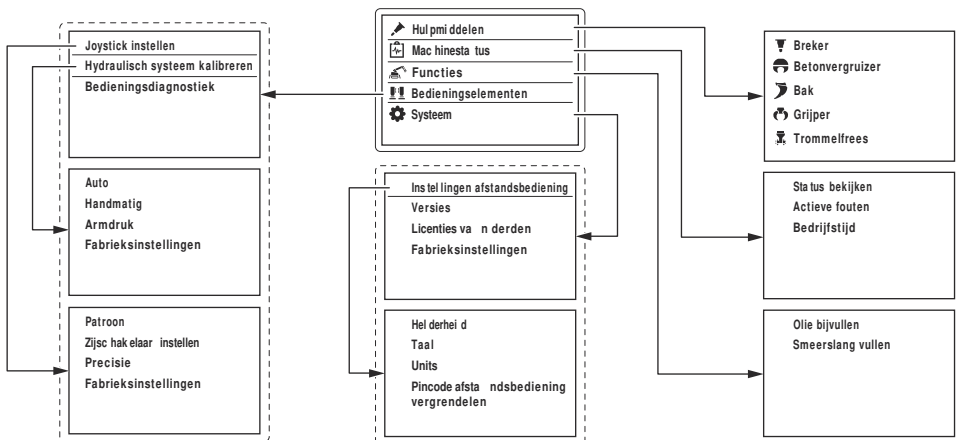 Joystick instellen
Hydraulisch systeem kalibreren
Bedieningsdiagnostiek
Auto
Handmatig
Armdruk
Fabrieksinstellingen
Patroon
Zijschakelaar instellen
Precisie
Fabrieksinstellingen
Hulpmiddelen
Machinestatus
Functies
Bedieningselementen
Systeem
Instellingen afstandsbediening
Versies
Licenties van derden
Fabrieksinstellingen
Helderheid
Taal
Units
Pincode afstandsbediening
vergrendelen
Breker
Betonvergruizer
Bak
Grijper
Trommelfrees
Status bekijken
Actieve fouten
Bedrijfstijd
Olie bijvullen
Smeerslang vullen